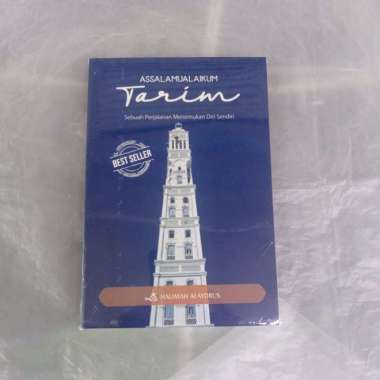 ASSALAMUALAIKUM
Tarim
Sebuah Perjalanan Menemukan Diri Sendiri
BEST SELLER
HALIMAH ALAYDRUS